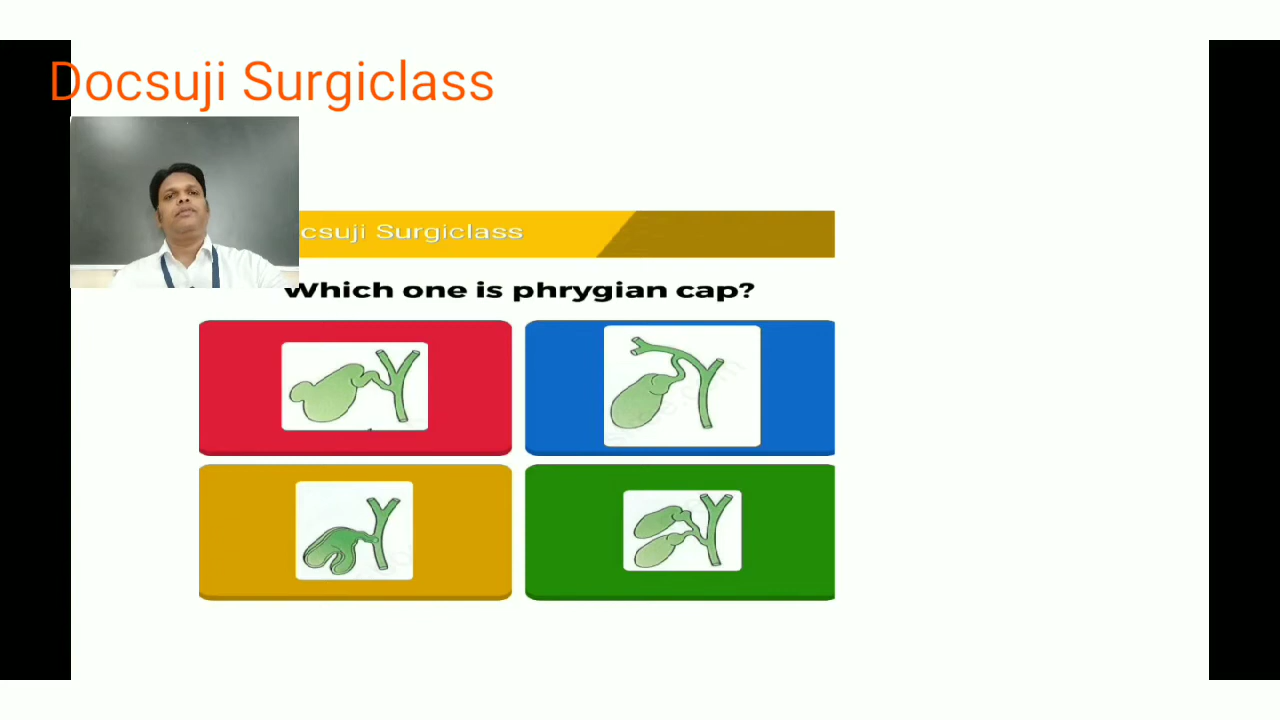 Docsuji Surgiclass
csuji Surgiclass
Which one is phrygian cap?